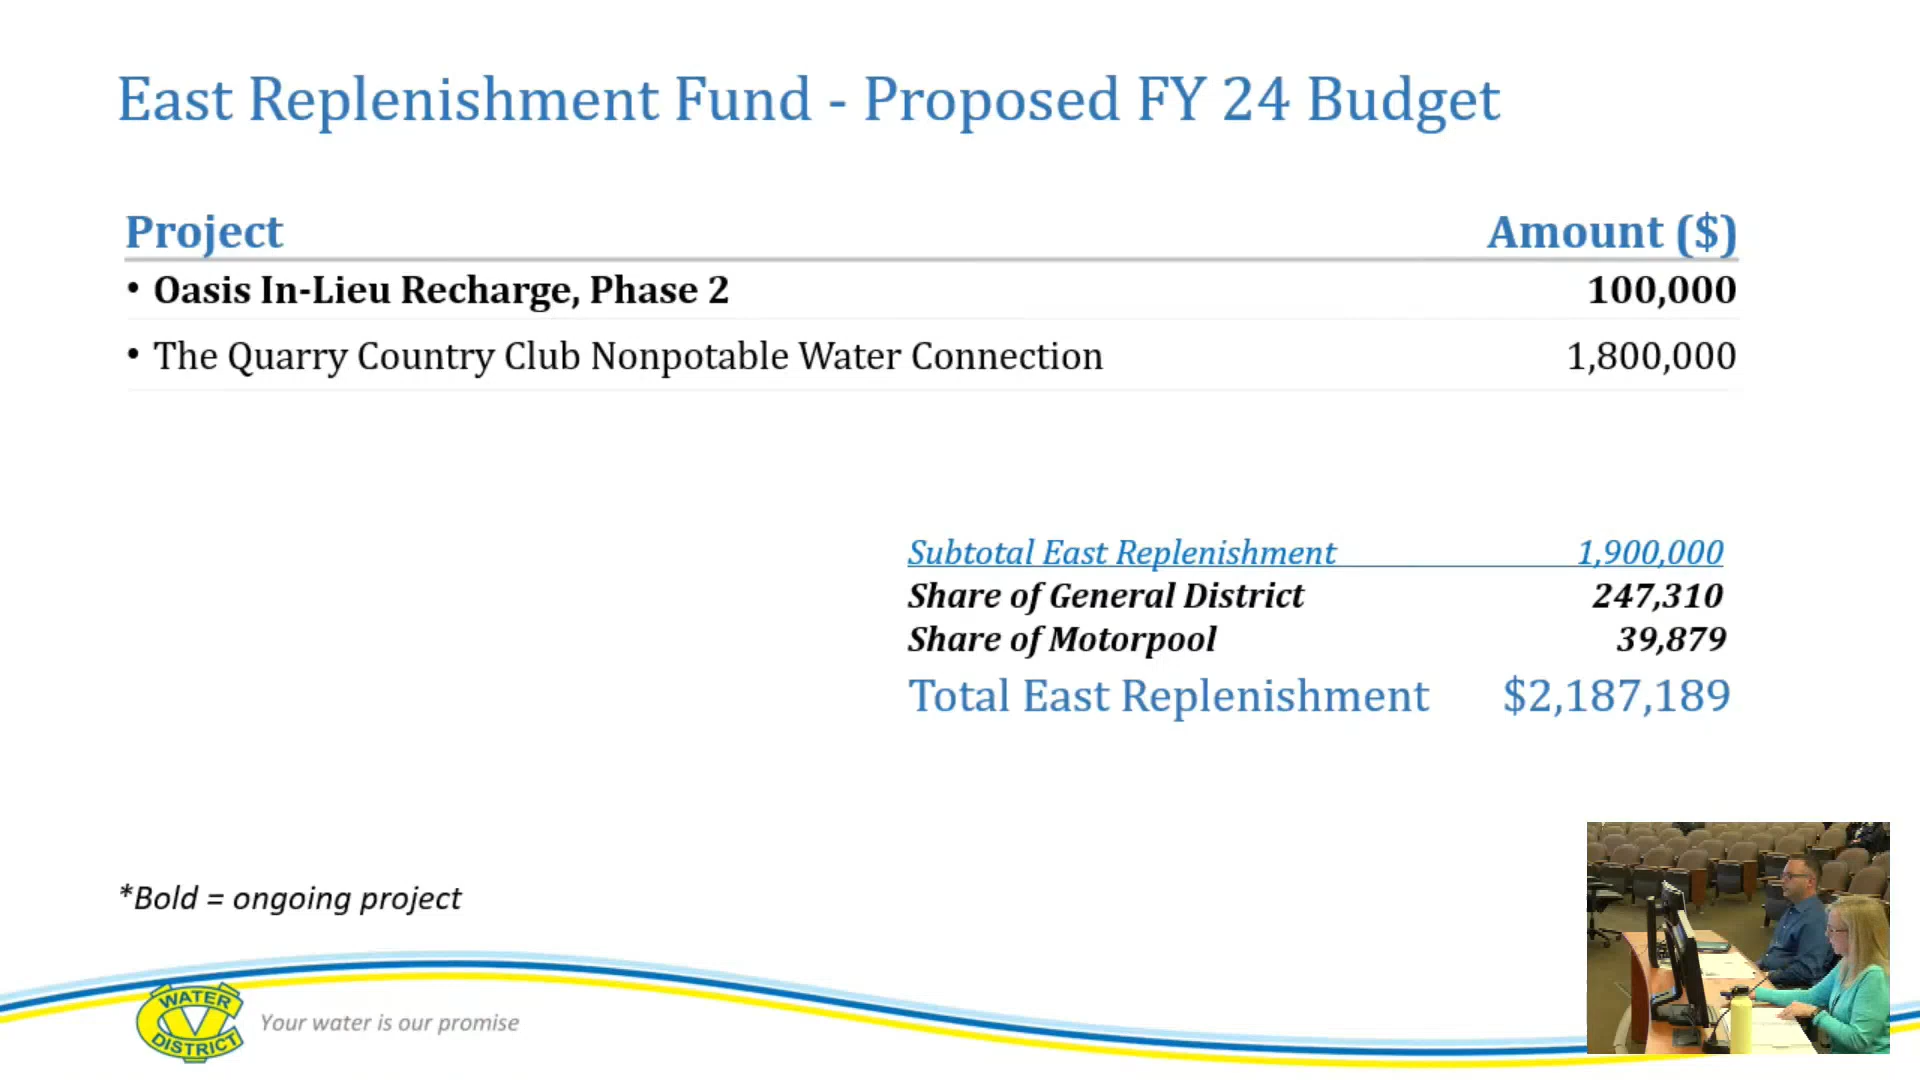 East Replenishment Fund - Proposed FY 24 Budget
Project Amount ($)
• Oasis In-Lieu Recharge, Phase 2 100,000
• The Quarry Country Club Nonpotable Water Connection 1,800,000
Subtotal East Replenishment 1,900,000
Share of General District 247,310
Share of Motorpool 39,879
Total East Replenishment $2,187,189
*Bold = ongoing project
WATER
CV
DISTRICT
Your water is our promise